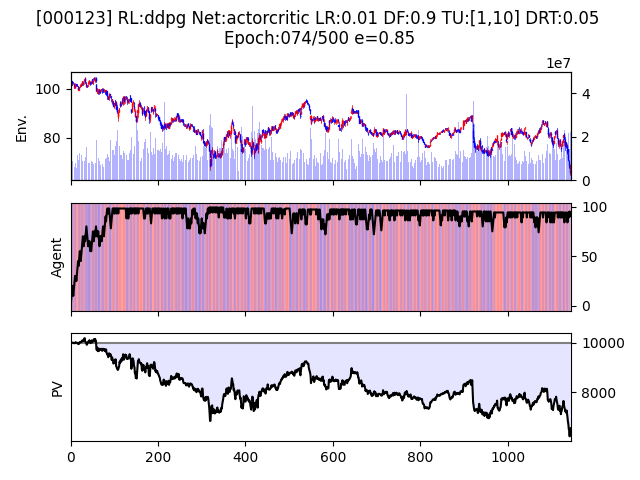 [000123] RL:ddpg Net:actorcritic LR:0.01 DF:0.9 TU:[1,10] DRT:0.05
Epoch:074/500 e=0.85
1e7
100
80
Env.
4
2
0
Agent
100
50
0
PV
10000
8000
0 200 400 600 800 1000